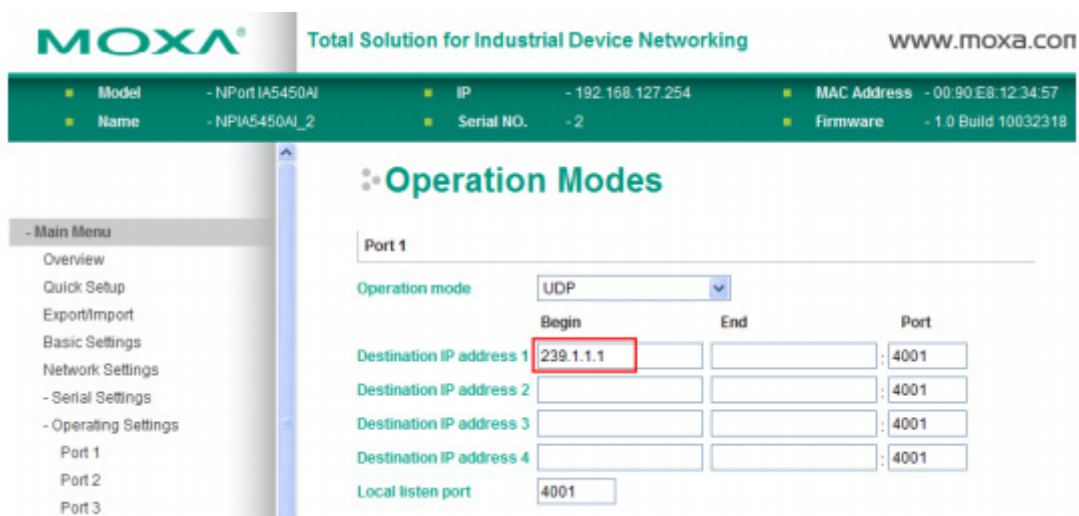 MOXA® Total Solution for Industrial Device Networking www.moxa.con
Model - NPort IA5450AI IP - 192.168.127.254 MAC Address - 00:90:E8:12:34:57
Name - NPIA5450AI_2 Serial NO. - 2 Firmware - 1.0 Build 10032318
Operation Modes
- Main Menu
Overview
Quick Setup
Export/Import
Basic Settings
Network Settings
- Serial Settings
- Operating Settings
Port 1
Port 2
Port 3
Port 1
Operation mode UDP
Begin End Port
Destination IP address 1 239.1.1.1 : 4001
Destination IP address 2 : 4001
Destination IP address 3 : 4001
Destination IP address 4 : 4001
Local listen port 4001